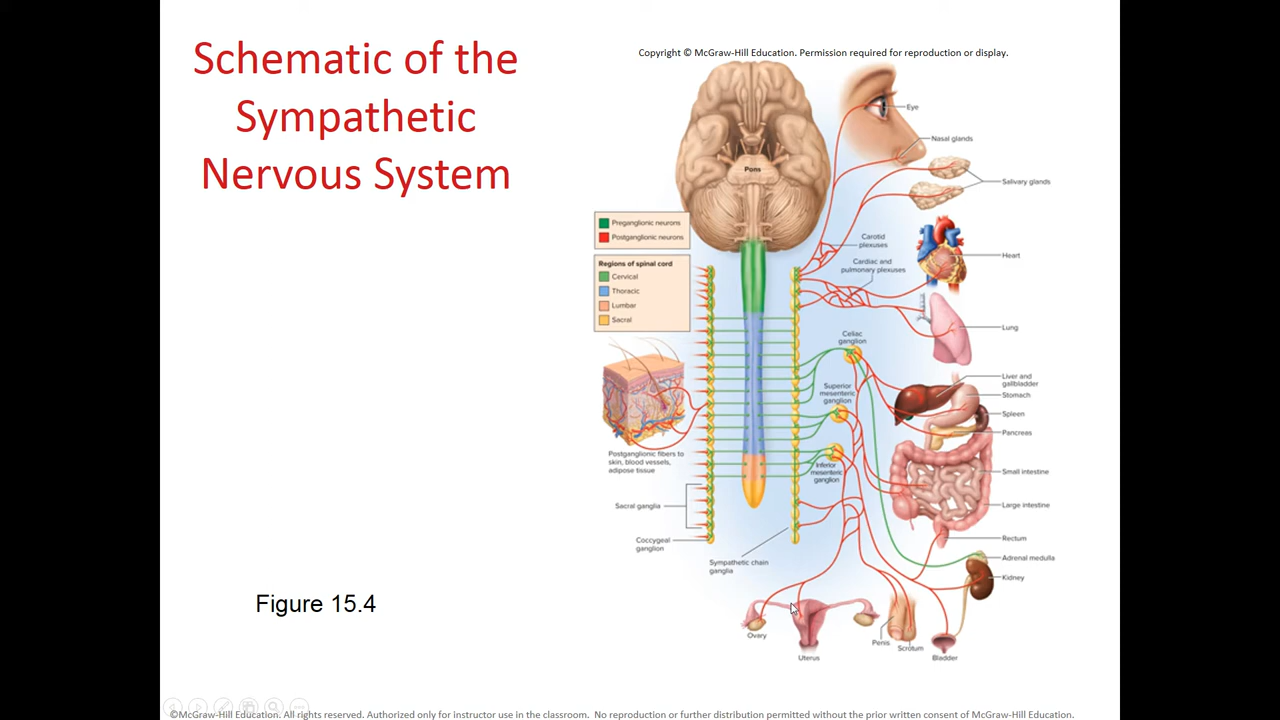 Schematic of the
Sympathetic
Nervous System
Copyright © McGraw-Hill Education. Permission required for reproduction or display.
Eye
Nasal glands
Pons
Salivary glands
Preganglionic neurons
Postganglionic neurons
Carotid
plexuses
Heart
Cardiac and
pulmonary plexuses
Regions of spinal cord
Cervical
Thoracic
Lumbar
Sacral
Lung
Celiac
ganglion
Liver and
gallbladder
Stomach
Superior
mesenteric
ganglion
Spleen
Pancreas
Postganglionic fibers to
skin, blood vessels,
adipose tissue
Inferior
mesenteric
ganglion
Small intestine
Sacral ganglia
Large intestine
Coccygeal
ganglion
Rectum
Sympathetic chain
ganglia
Adrenal medulla
Kidney
Figure 15.4
Ovary
Uterus
Penis
Scrotum
Bladder
©McGraw-Hill Education. All rights reserved. Authorized only for instructor use in the classroom. No reproduction or further distribution permitted without the prior written consent of McGraw-Hill Education.